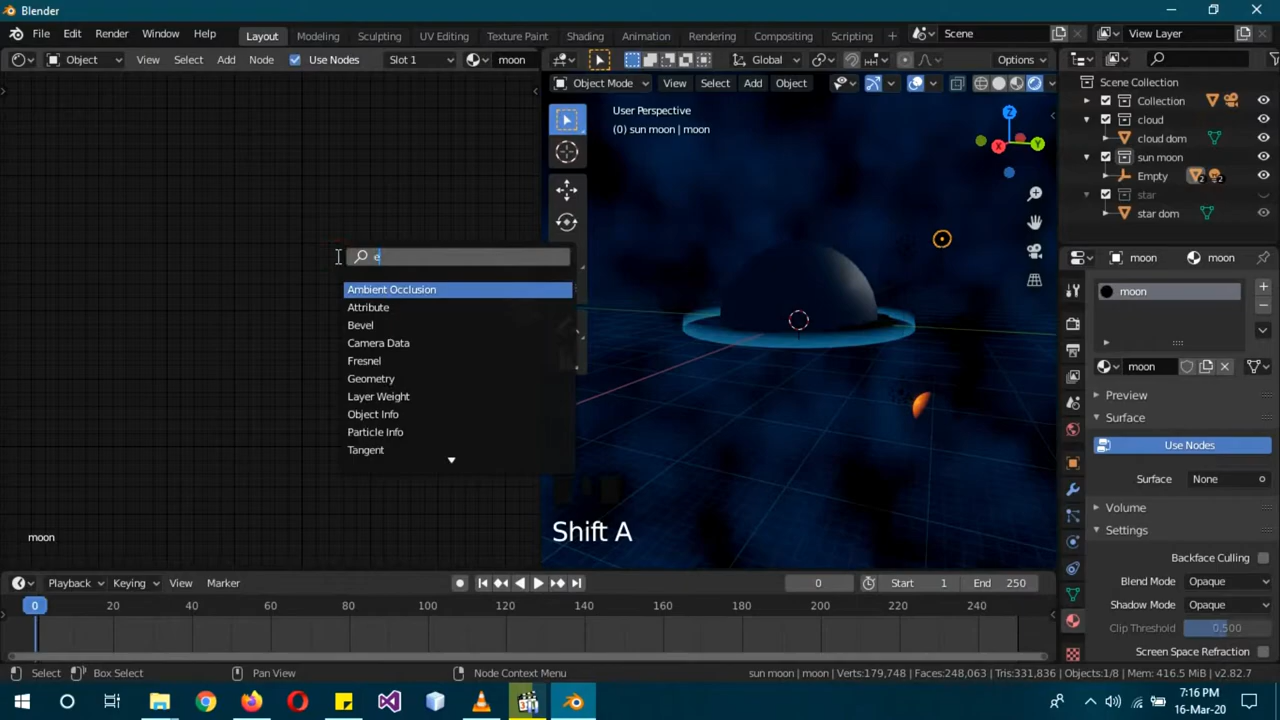 Blender
File Edit Render Window Help
Layout Modeling Sculpting UV Editing Texture Paint Shading Animation Rendering Compositing Scripting
Scene
View Layer
Object View Select Add Node Use Nodes Slot 1 moon
Global Options
Object Mode View Select Add Object
User Perspective
(0) sun moon | moon
Z
X
Y
Scene Collection
Collection
cloud
cloud dom
sun moon
Empty
2 2
star
star dom
e
Ambient Occlusion
Attribute
Bevel
Camera Data
Fresnel
Geometry
Layer Weight
Object Info
Particle Info
Tangent
Shift A
moon
moon moon
moon
moon
Preview
Surface
Use Nodes
Surface None
Volume
Settings
Backface Culling
Blend Mode Opaque
Shadow Mode Opaque
Clip Threshold 0.500
Screen Space Refraction
Playback Keying View Marker
0 Start 1 End 250
0 20 40 60 80 100 120 140 160 180 200 220 240
Select Box Select Pan View Node Context Menu
sun moon | moon | Verts:179,748 | Faces:248,063 | Tris:331,836 | Objects:1/8 | Mem: 416.5 MiB | v2.82.7
7:16 PM
16-Mar-20